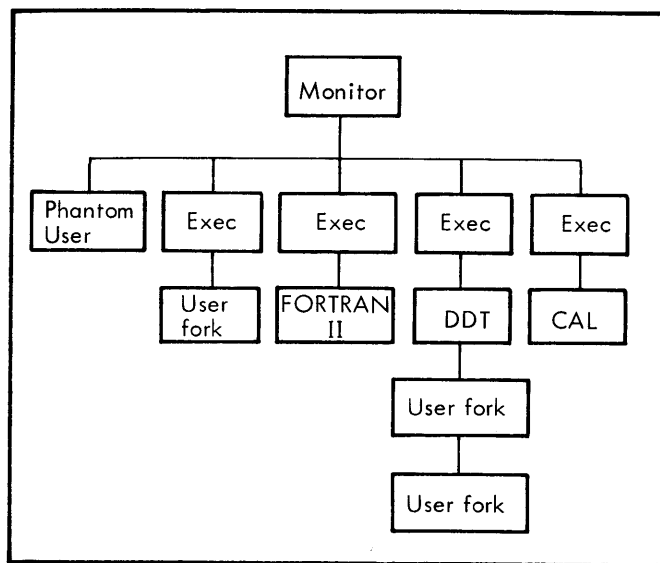 Monitor
Phantom
User
Exec
Exec
Exec
Exec
User
fork
FORTRAN
II
DDT
CAL
User fork
User fork